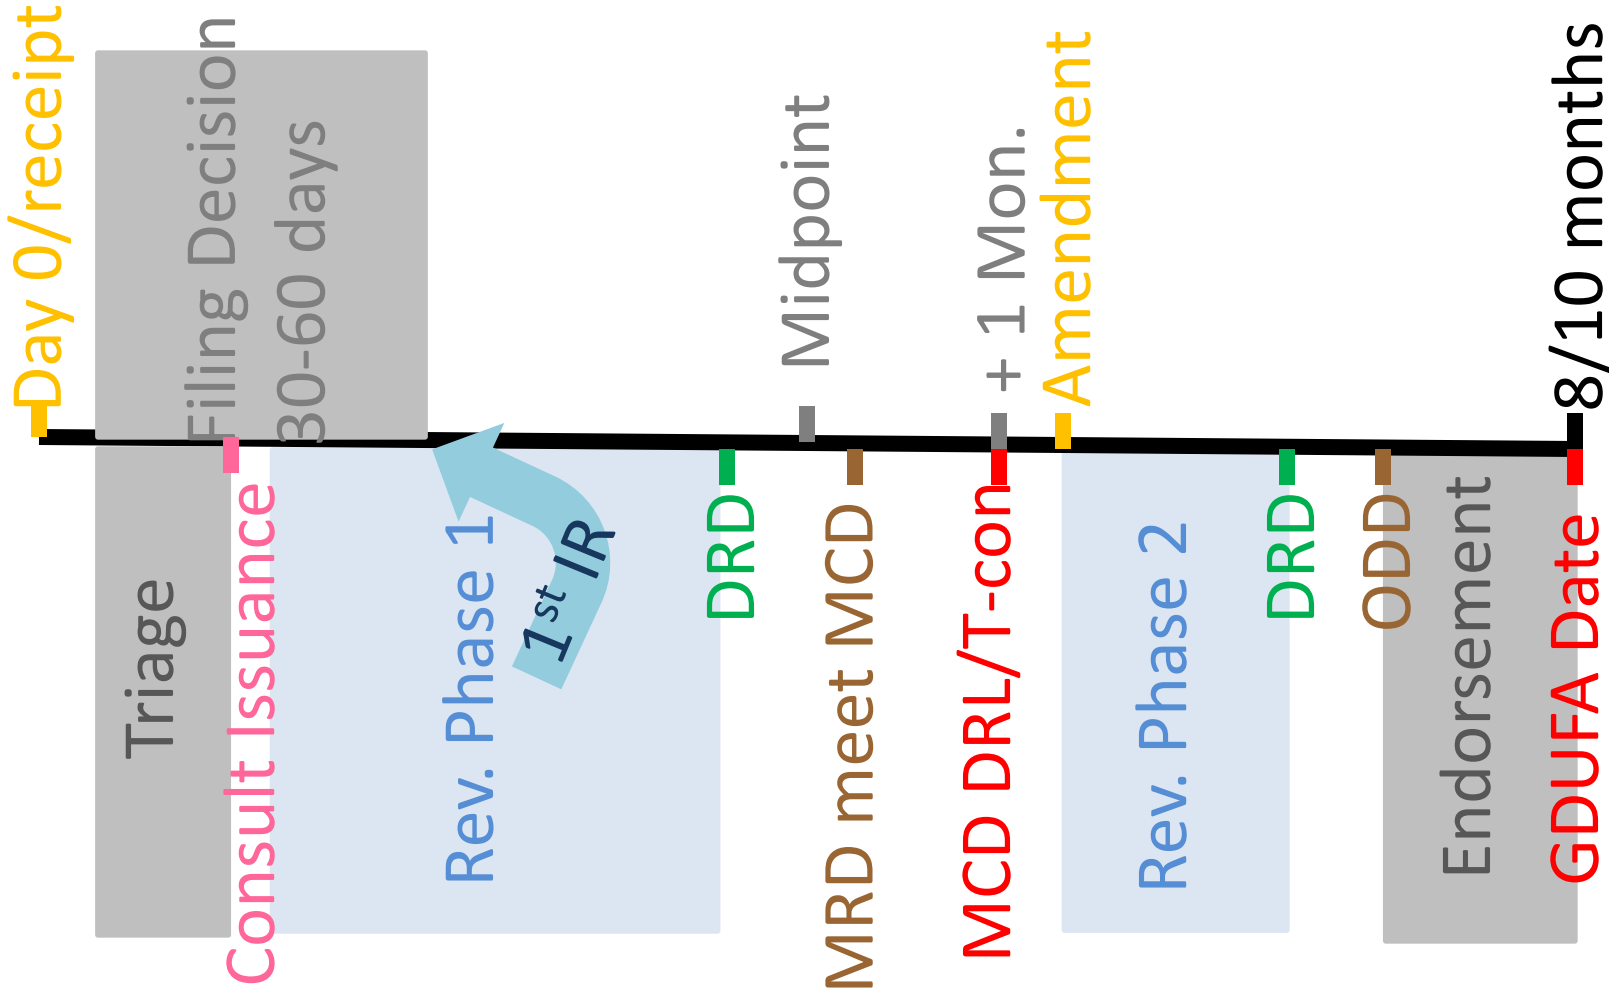 Day 0/receipt
Filing Decision
30-60 days
Midpoint
+ 1 Mon.
Amendment
8/10 months
Triage
Consult Issuance
Rev. Phase 1
1st IR
DRD
MRD meet MCD
MCD DRL/T-con
Rev. Phase 2
DRD
ODD
Endorsement
GDUFA Date